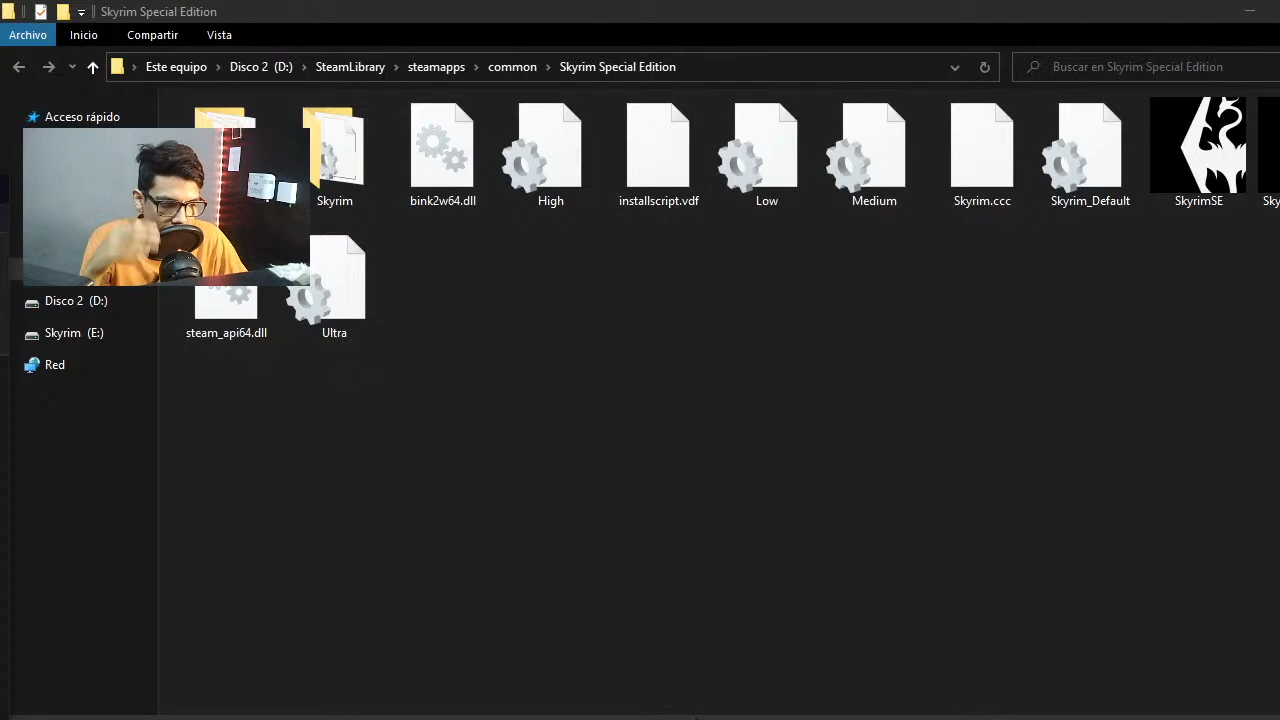 Skyrim Special Edition
Archivo Inicio Compartir Vista
Este equipo Disco 2 (D:) SteamLibrary steamapps common Skyrim Special Edition
Buscar en Skyrim Special Edition
Acceso rápido
Disco 2 (D:)
Skyrim (E:)
Red
Skyrim bink2w64.dll High installscript.vdf Low Medium Skyrim.ccc Skyrim_Default SkyrimSE
steam_api64.dll Ultra